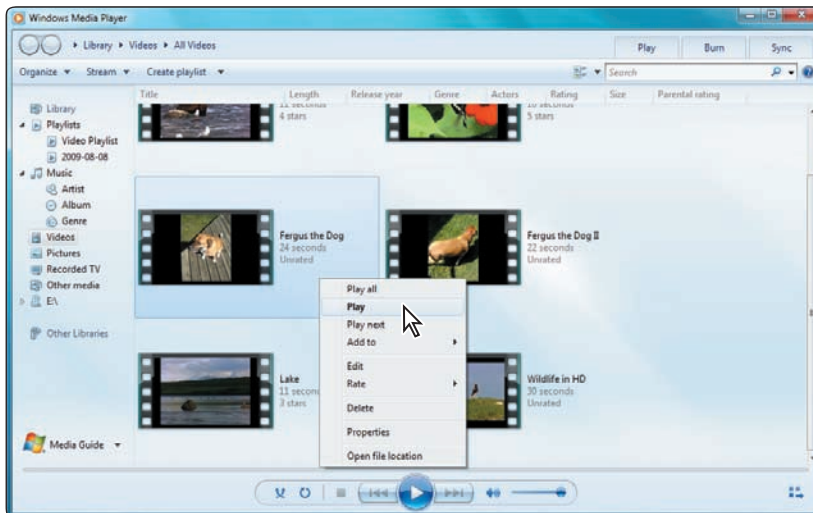 Windows Media Player
Library ▸ Videos ▸ All Videos
Play Burn Sync
Organize Stream Create playlist Search
Title Length Release year Genre Actors Rating Size Parental rating
11 seconds
4 stars
10 seconds
5 stars
Library
Playlists
Video Playlist
2009-08-08
Music
Artist
Album
Genre
Videos
Pictures
Recorded TV
Other media
E:\
Other Libraries
Media Guide
Fergus the Dog
24 seconds
Unrated
Fergus the Dog II
22 seconds
Unrated
Lake
11 secon
3 stars
Wildlife in HD
30 seconds
Unrated
Play all
Play
Play next
Add to
Edit
Rate
Delete
Properties
Open file location